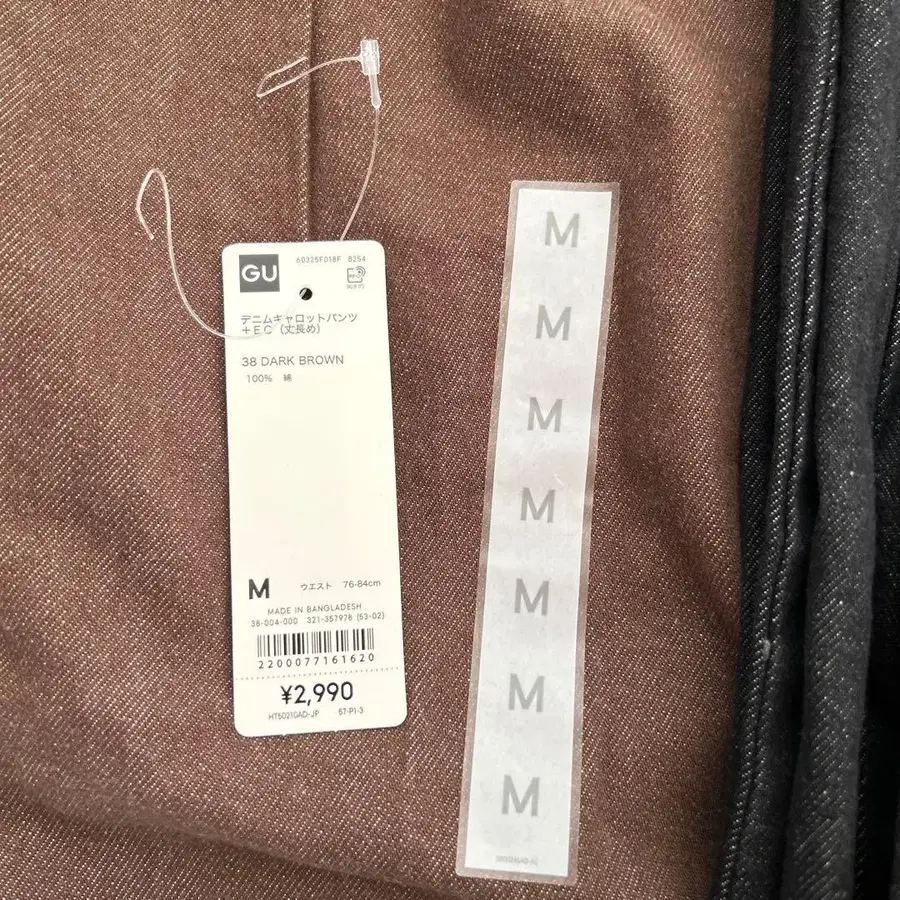 GU
60325F018F 8254
デニムキャロットパンツ
+EC(丈長め)
38 DARK BROWN
100% 綿
M ウエスト 76-84cm
MADE IN BANGLADESH
38-004-000 321-357978 (53-02)
2200077161620
¥2,990
HT50210AD-JP 57-P1-3
M
M
M
M
M
M
M